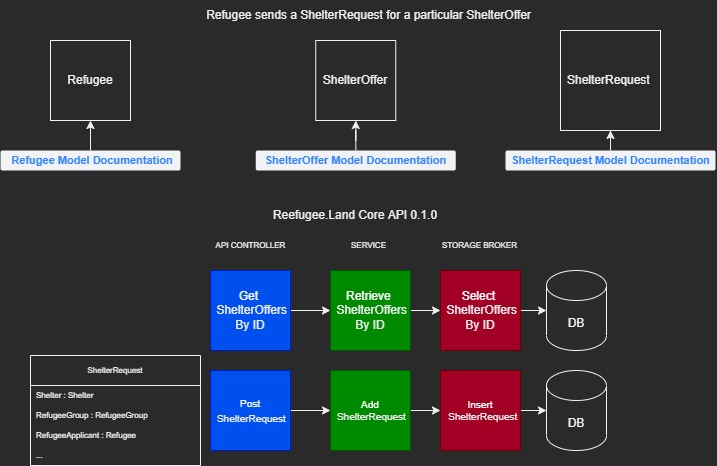 Refugee sends a ShelterRequest for a particular ShelterOffer
Refugee
ShelterOffer
ShelterRequest
Refugee Model Documentation
ShelterOffer Model Documentation
ShelterRequest Model Documentation
Reefugee.Land Core API 0.1.0
API CONTROLLER
SERVICE
STORAGE BROKER
Get
ShelterOffers
By ID
Retrieve
ShelterOffers
By ID
Select
ShelterOffers
By ID
DB
ShelterRequest
Shelter : Shelter
RefugeeGroup : RefugeeGroup
RefugeeApplicant : Refugee
...
Post
ShelterRequest
Add
ShelterRequest
Insert
ShelterRequest
DB